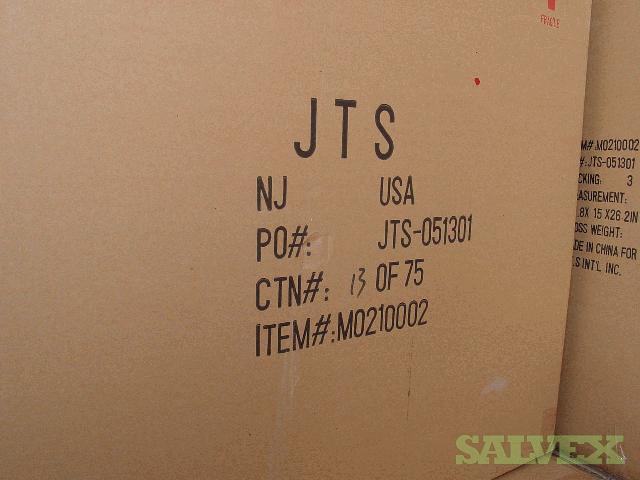 FRAGILE
JTS
NJ USA
PO#: JTS-051301
CTN#: 13 OF 75
ITEM#:M0210002
M#:M0210002
#:JTS-051301
CKING: 3
ASUREMENT:
.8X 15 X26.2IN
OSS WEIGHT:
DE IN CHINA FOR
S INT'L INC.
SALVEX